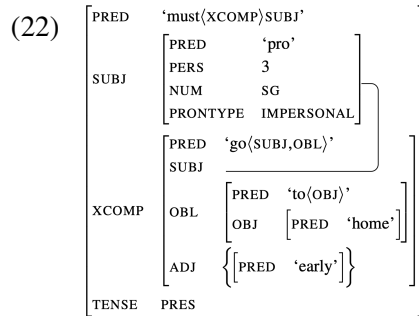 (22)
PRED ‘must⟨XCOMP⟩SUBJ’
SUBJ
PRED ‘pro’
PERS 3
NUM SG
PRONTYPE IMPERSONAL
XCOMP
PRED ‘go⟨SUBJ,OBL⟩’
SUBJ
OBL
PRED ‘to⟨OBJ⟩’
OBJ [PRED ‘home’]
ADJ {[PRED ‘early’]}
TENSE PRES